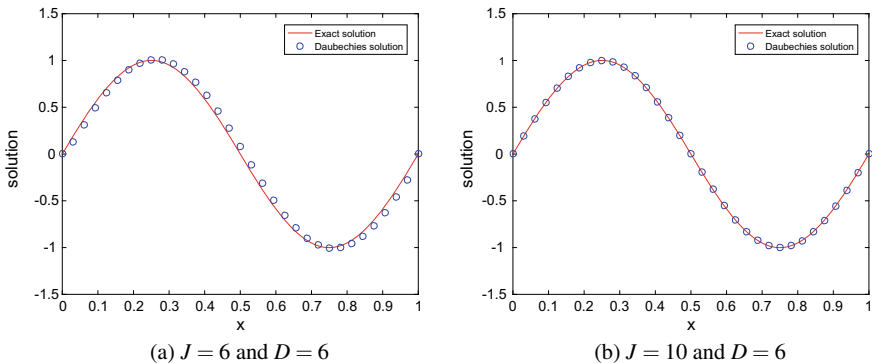 1.5
1
0.5
0
-0.5
-1
-1.5
solution
Exact solution
Daubechies solution
0 0.1 0.2 0.3 0.4 0.5 0.6 0.7 0.8 0.9 1
x
(a) J = 6 and D = 6
1.5
1
0.5
0
-0.5
-1
-1.5
solution
Exact solution
Daubechies solution
0 0.1 0.2 0.3 0.4 0.5 0.6 0.7 0.8 0.9 1
x
(b) J = 10 and D = 6